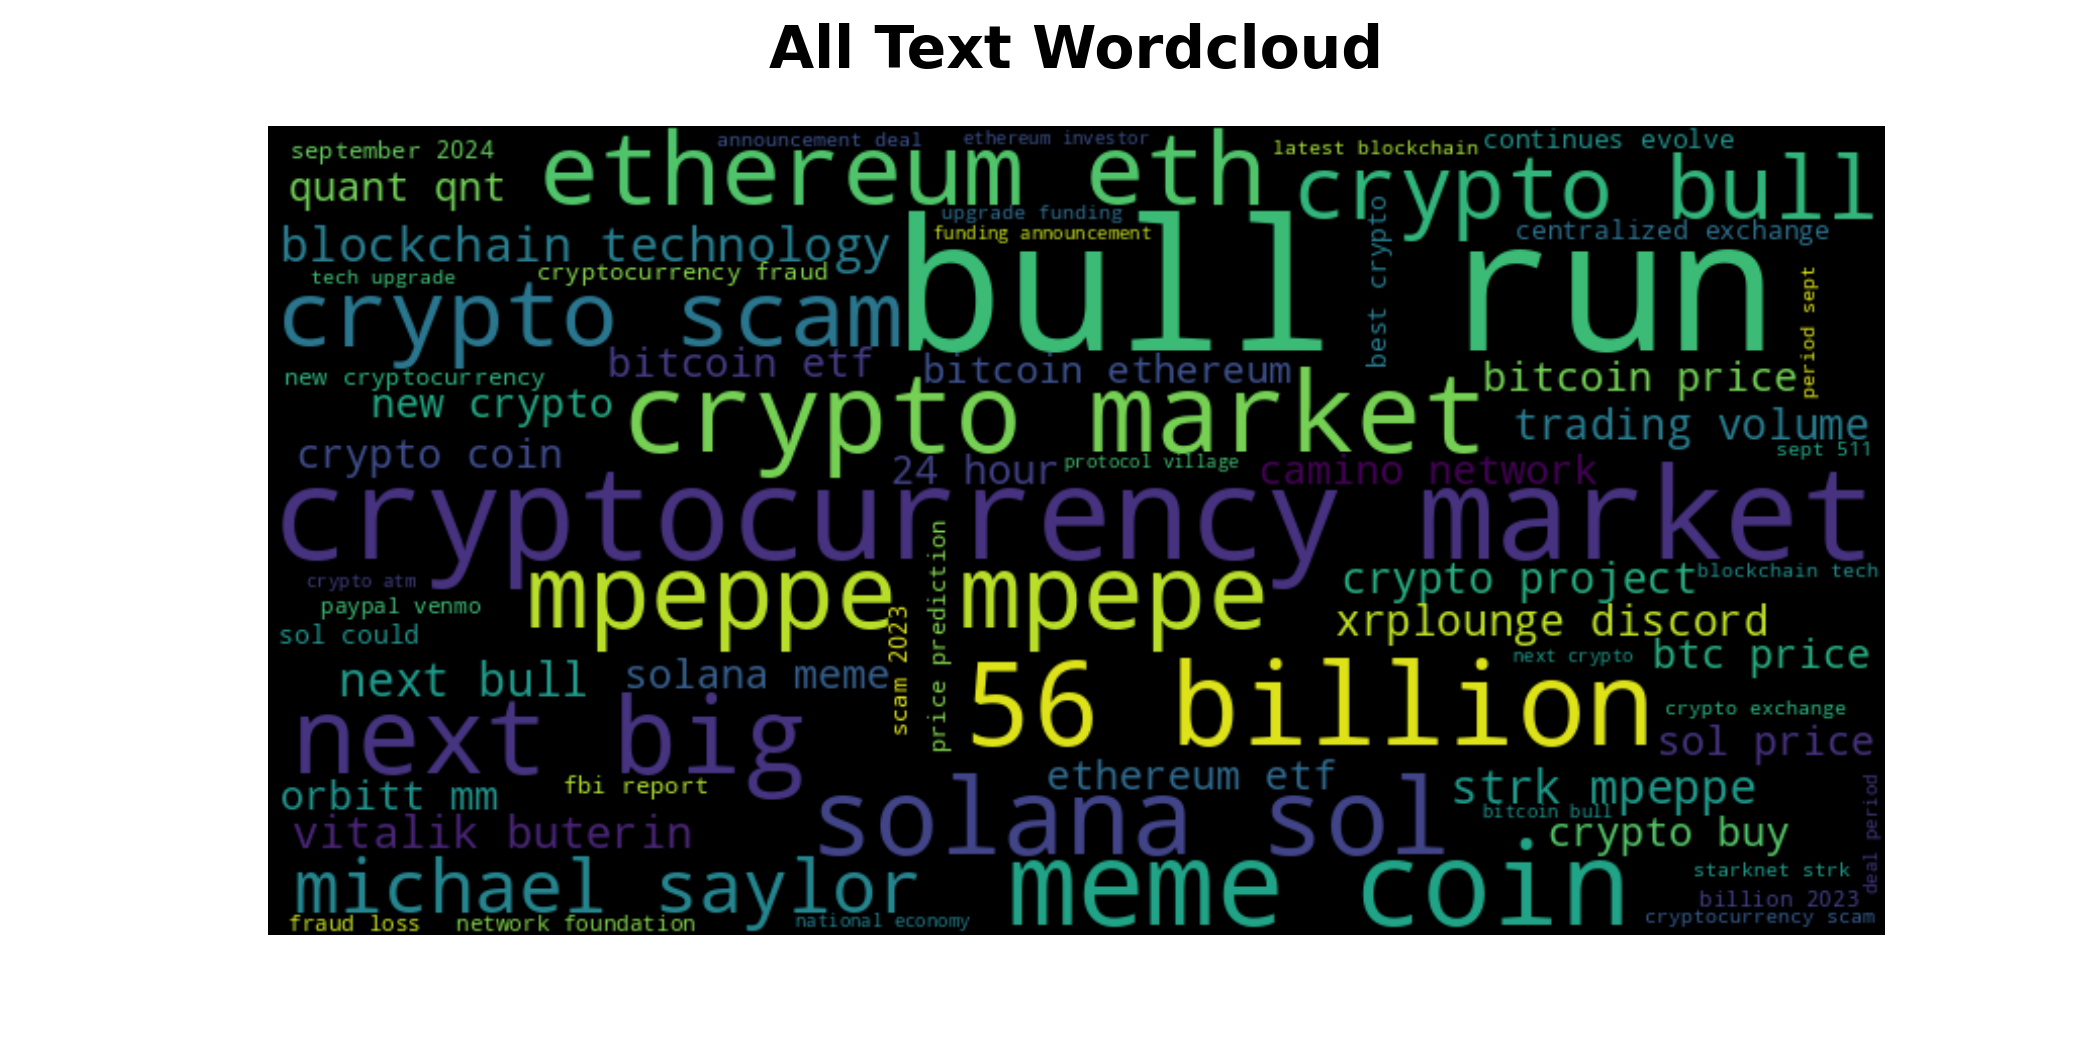 All Text Wordcloud
announcement deal
ethereum investor
september 2024
ethereum eth
latest blockchain
continues evolve
quant qnt
crypto bull
upgrade funding
funding announcement
best crypto
centralized exchange
blockchain technology
bull run
tech upgrade
cryptocurrency fraud
period sept
crypto scam
new cryptocurrency
bitcoin etf
bitcoin ethereum
bitcoin price
new crypto
crypto market
trading volume
crypto coin
24 hour
protocol village
camino network
sept 511
cryptocurrency market
crypto atm
mpeppe mpepe
price prediction
crypto project
blockchain tech
paypal venmo
xrplounge discord
sol could
scam 2023
next crypto
btc price
next bull
solana meme
56 billion
crypto exchange
next big
sol price
fbi report
ethereum etf
orbitt mm
strk mpeppe
solana sol
bitcoin bull
vitalik buterin
crypto buy
deal period
michael saylor
meme coin
starknet strk
billion 2023
fraud loss
network foundation
national economy
cryptocurrency scam